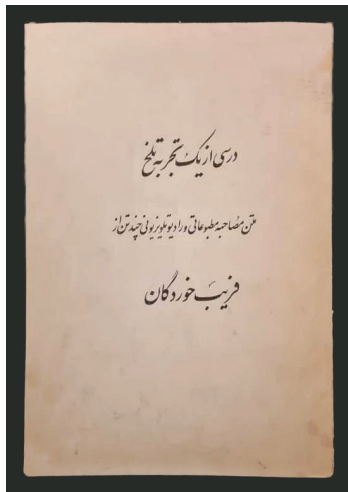 درسی از یک تجربه تلخ
متن مصاحبه مطبوعاتی و رادیو تلویزیونی چند تن از
فریب خوردگان